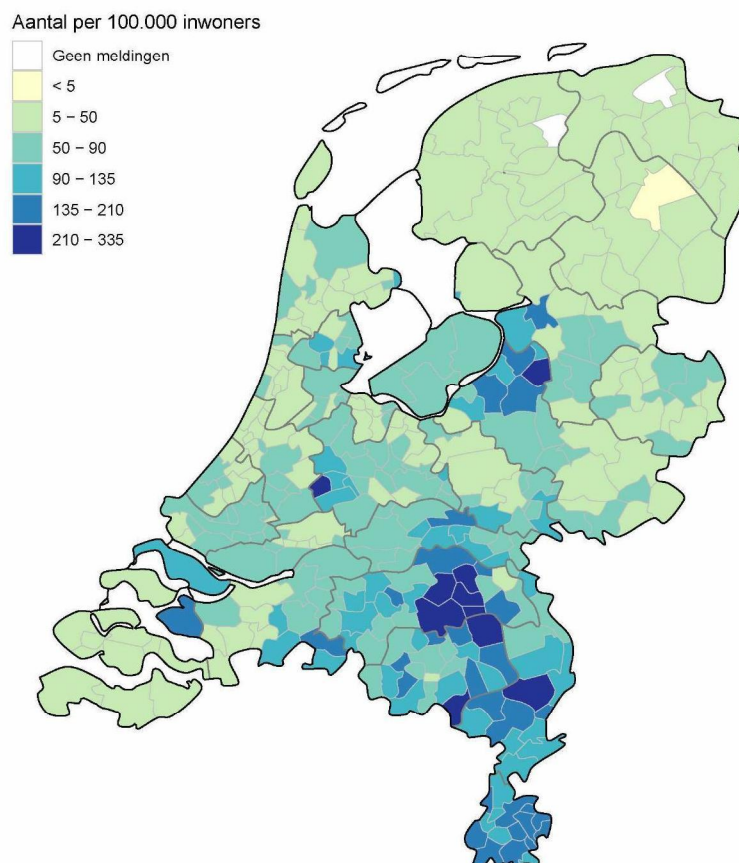 Aantal per 100.000 inwoners
Geen meldingen
< 5
5 – 50
50 – 90
90 – 135
135 – 210
210 – 335